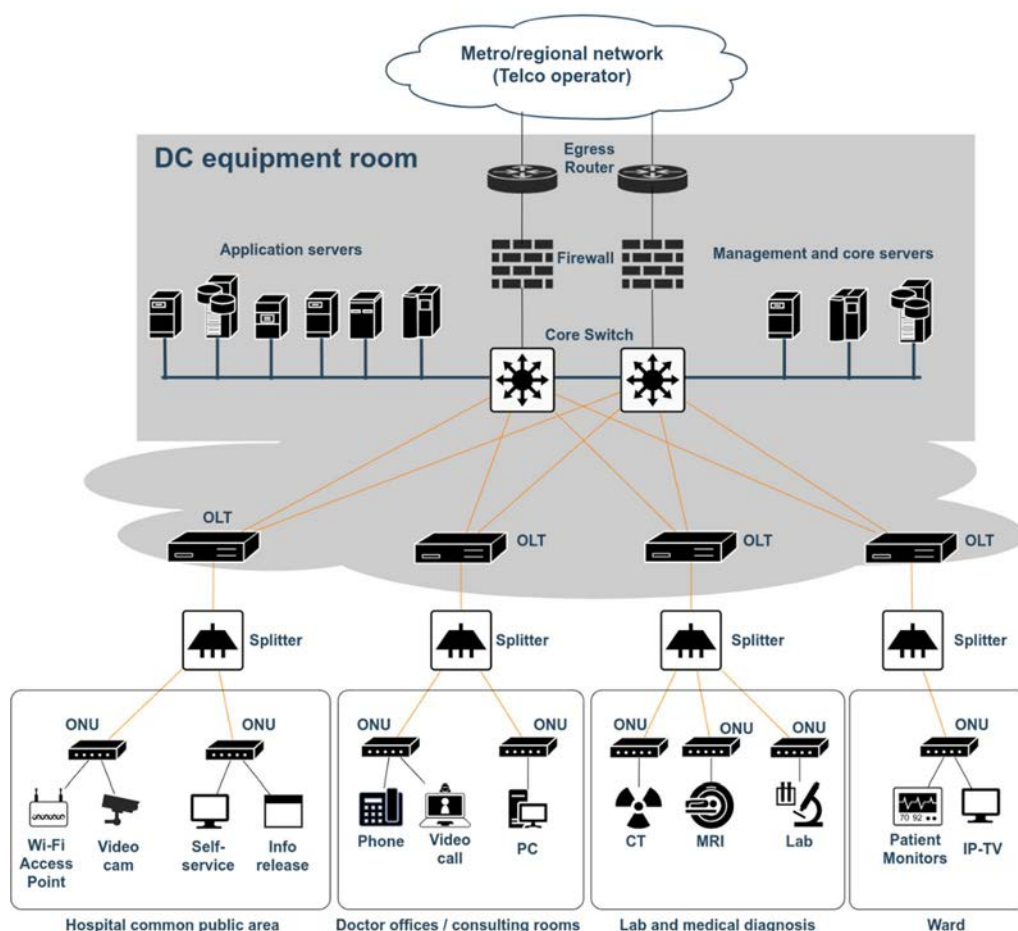 Metro/regional network
(Telco operator)
DC equipment room
Egress
Router
Application servers
Firewall
Management and core servers
Core Switch
OLT
OLT
OLT
OLT
Splitter
Splitter
Splitter
Splitter
ONU
ONU
ONU
ONU
ONU
ONU
ONU
ONU
70 92
Wi-Fi
Access
Point
Video
cam
Self-
service
Info
release
Phone
Video
call
PC
CT
MRI
Lab
Patient
Monitors
IP-TV
Hospital common public area
Doctor offices / consulting rooms
Lab and medical diagnosis
Ward